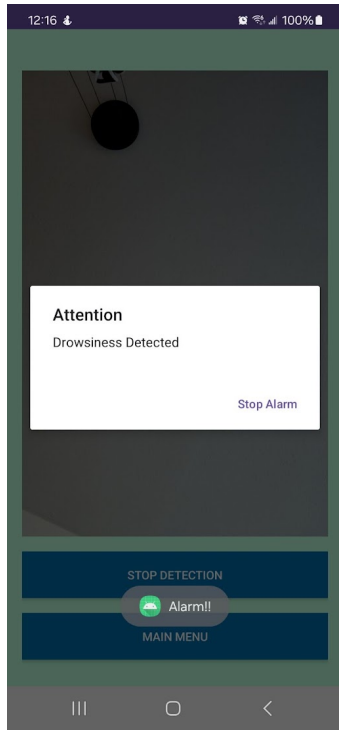 12:16
100%
Attention
Drowsiness Detected
Stop Alarm
STOP DETECTION
Alarm!!
MAIN MENU